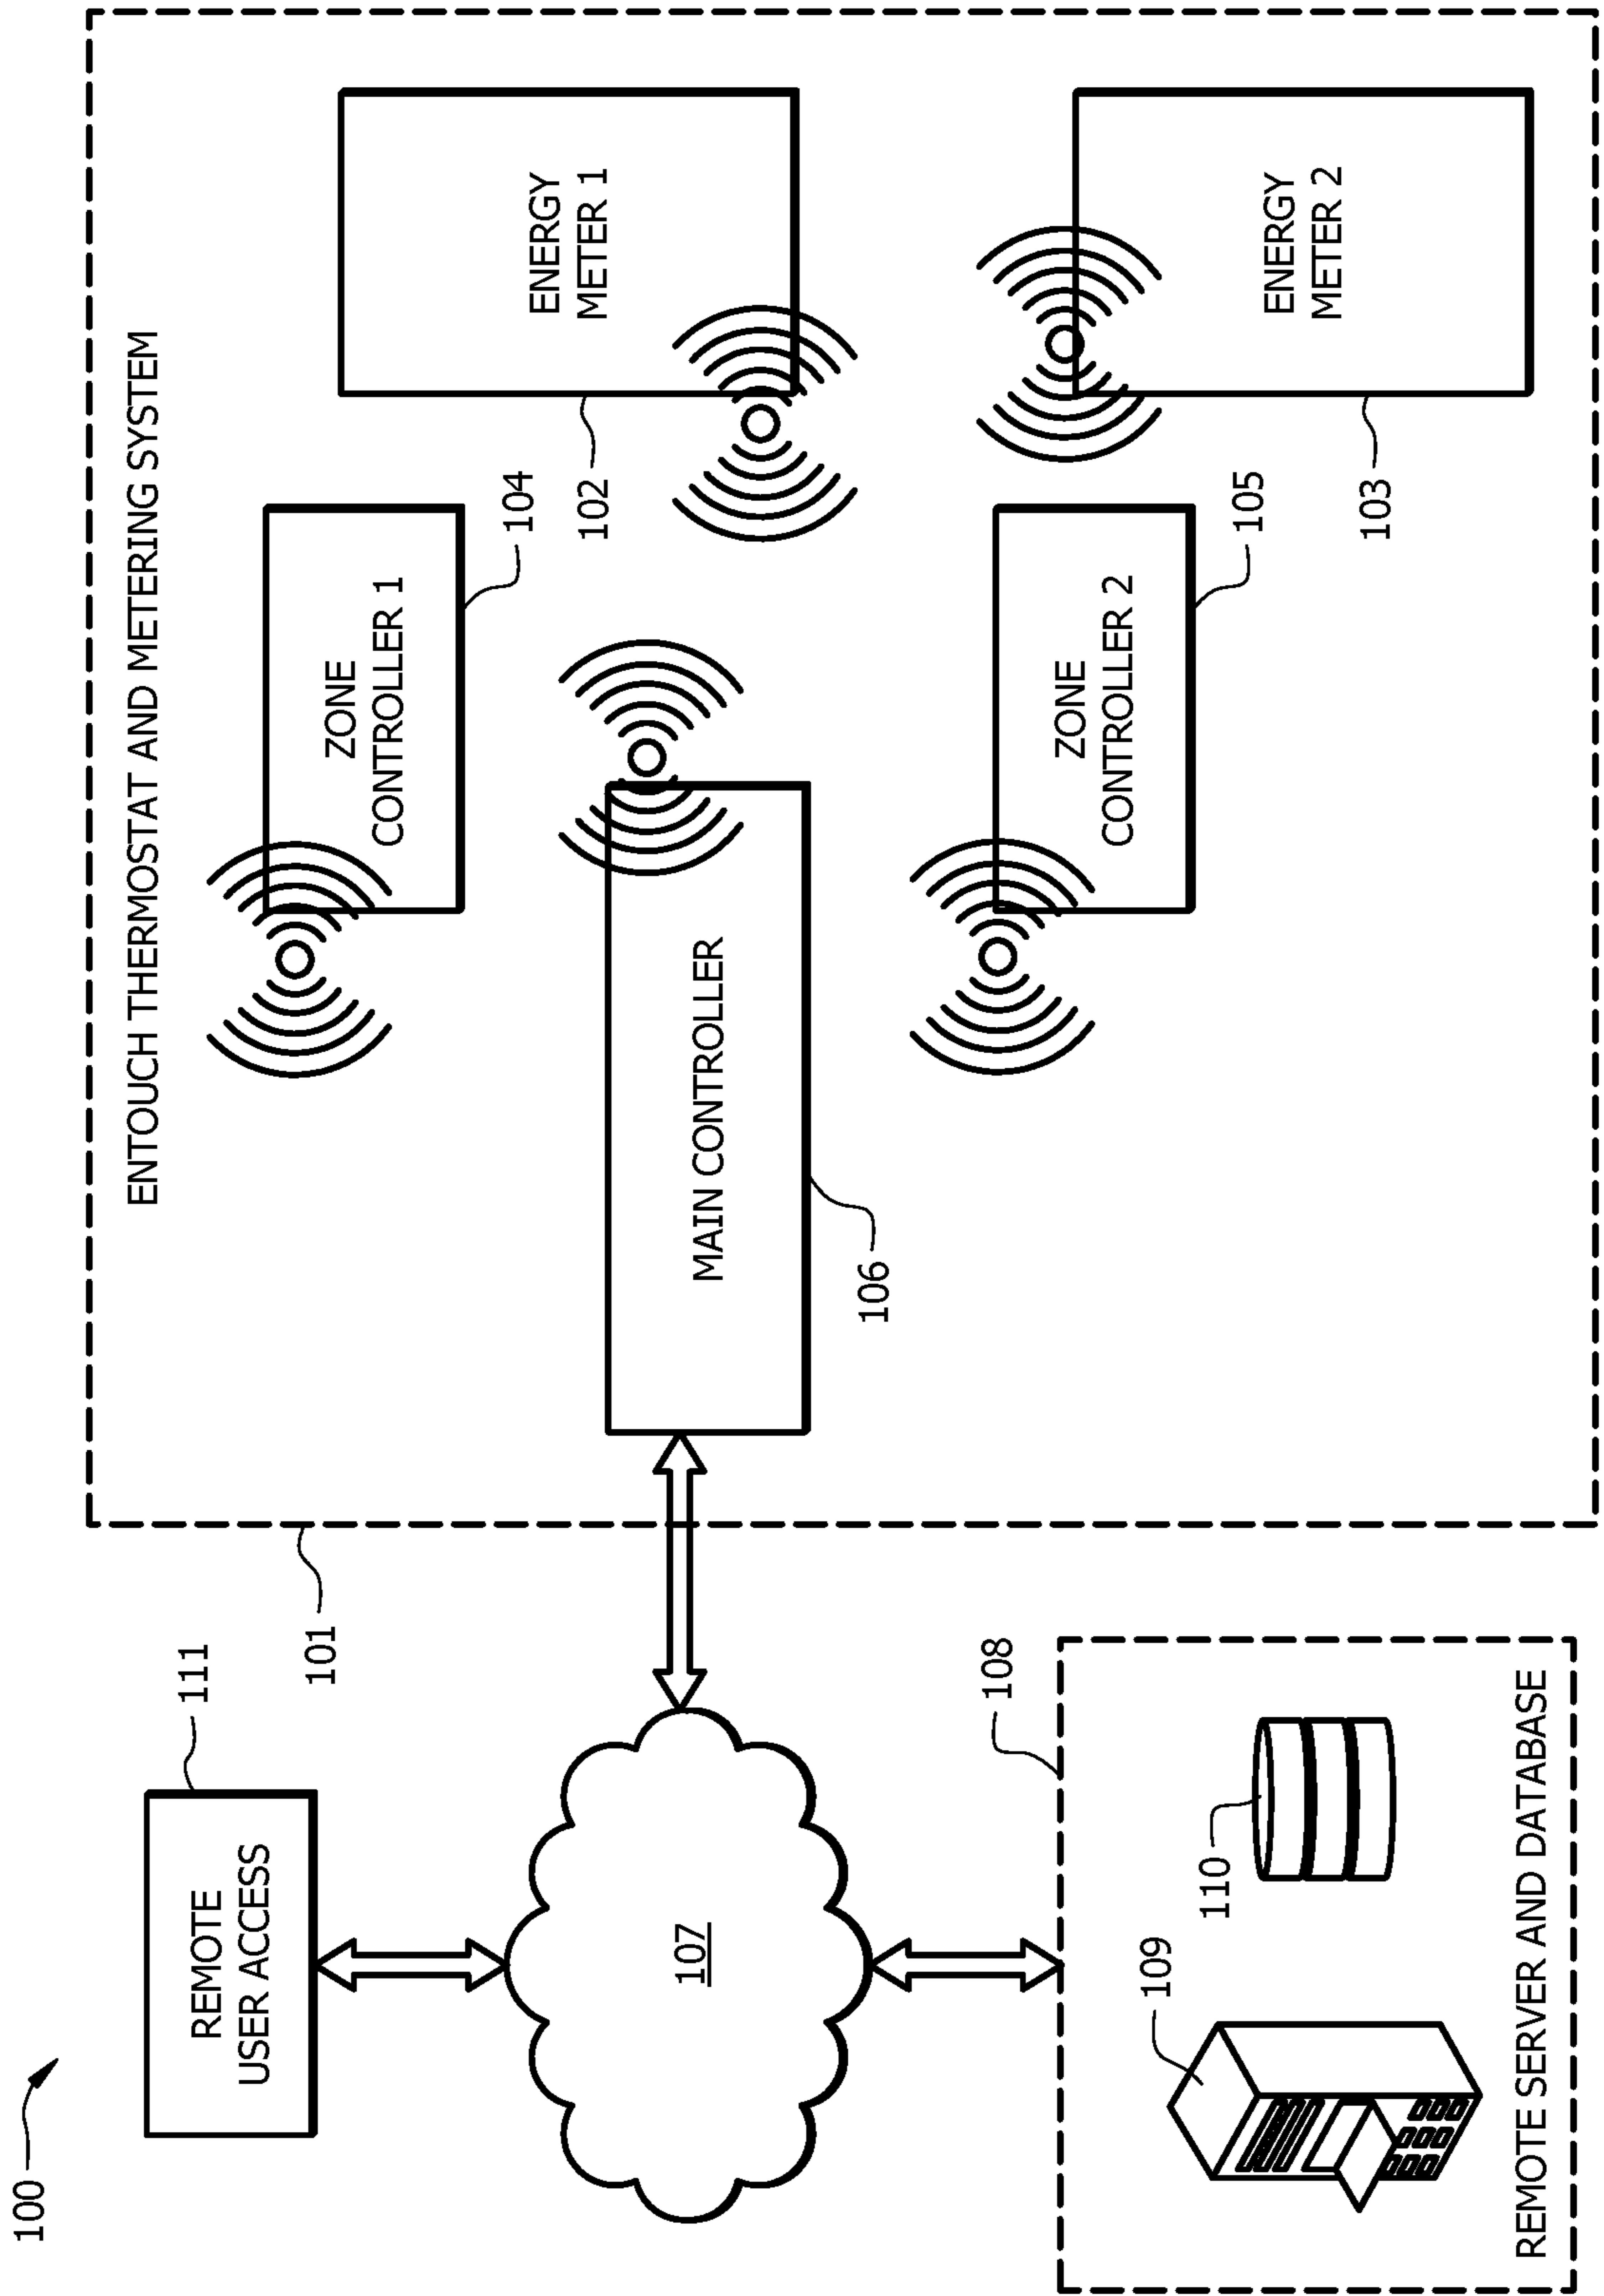 100
REMOTE
USER ACCESS
111
101
107
108
109
110
REMOTE SERVER AND DATABASE
ENTOUCH THERMOSTAT AND METERING SYSTEM
MAIN CONTROLLER
106
ZONE
CONTROLLER 1
104
ZONE
CONTROLLER 2
105
ENERGY
METER 1
102
ENERGY
METER 2
103